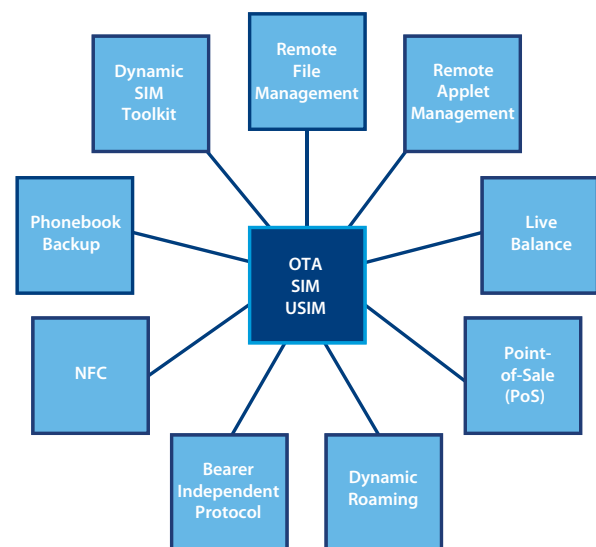 Remote
File
Management
Dynamic
SIM
Toolkit
Remote
Applet
Management
Phonebook
Backup
Live
Balance
OTA
SIM
USIM
NFC
Point-
of-Sale
(PoS)
Bearer
Independent
Protocol
Dynamic
Roaming